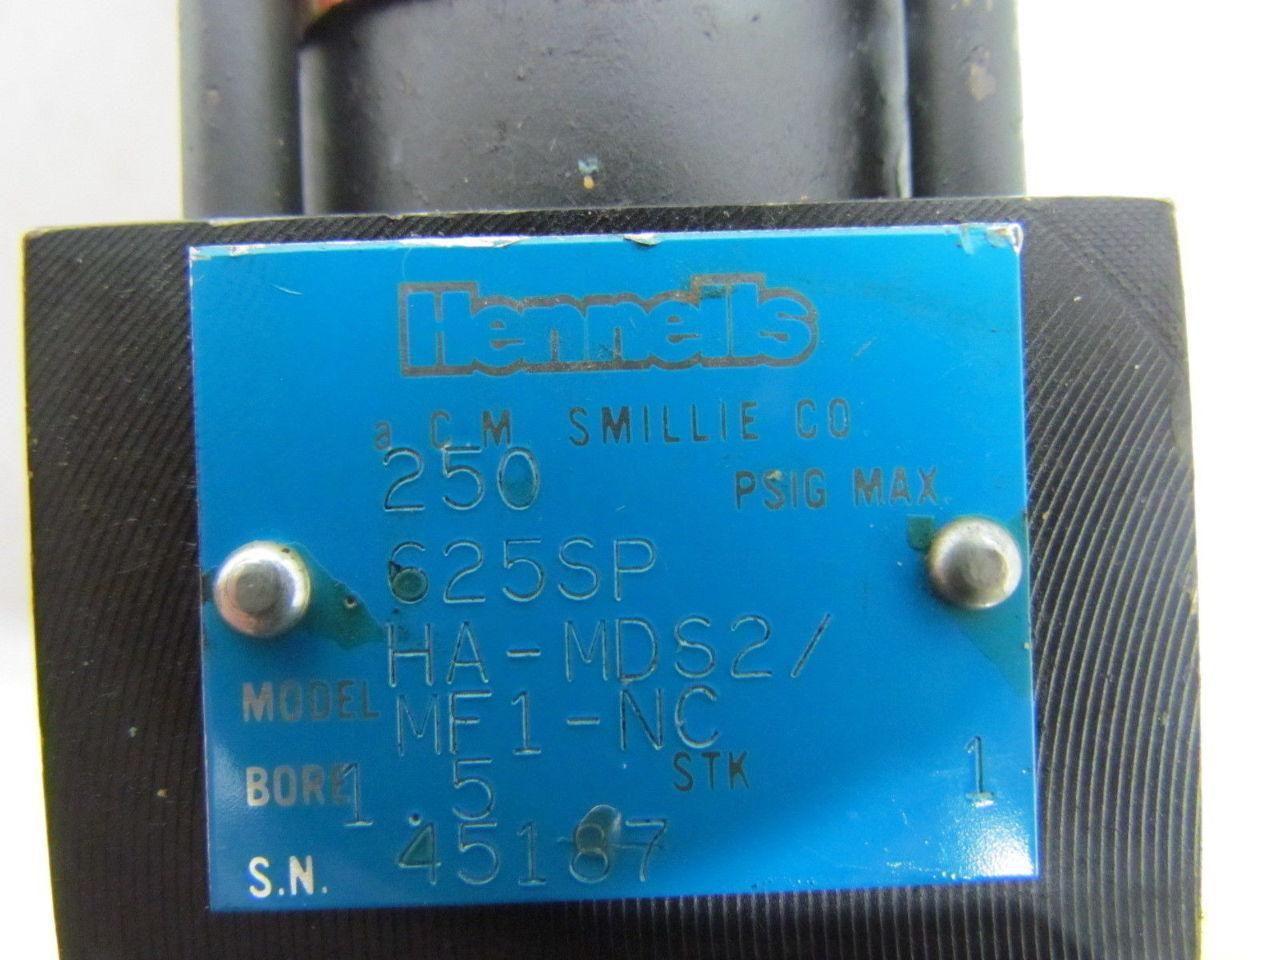 Hennells
a C M SMILLIE CO
250 PSIG MAX
625SP
HA-MDS2/
MODEL MF1-NC
BORE 1.5 STK 1
S.N. 45187